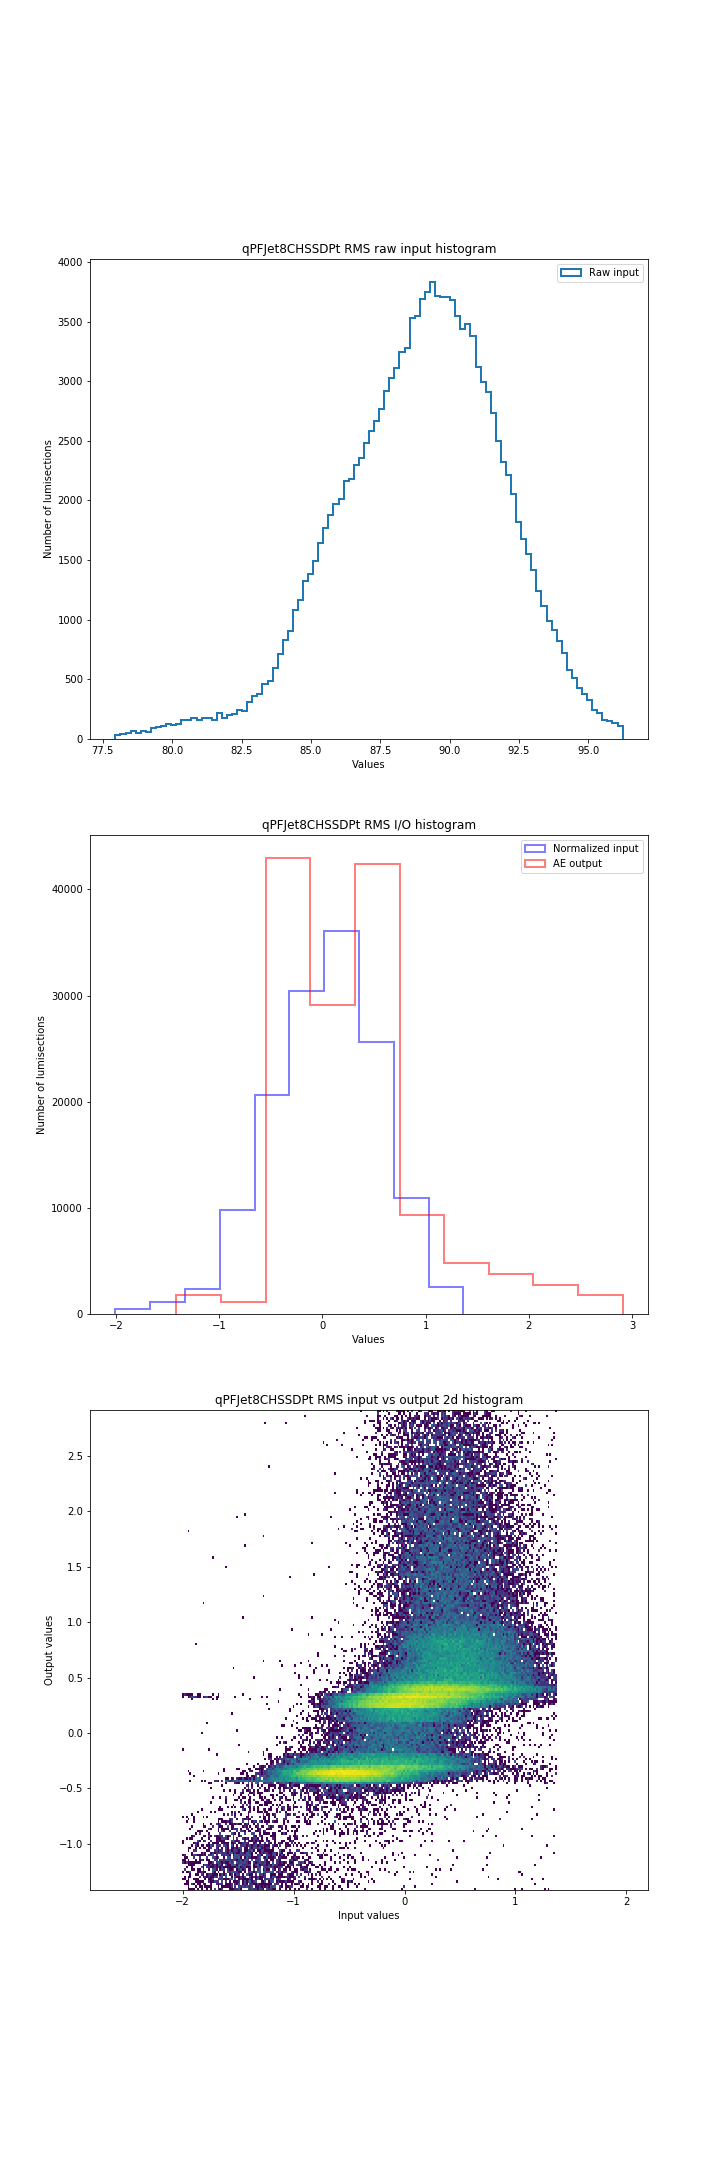 qPFJet8CHSSDPt RMS raw input histogram
Raw input
4000
3500
3000
2500
2000
1500
1000
500
0
Number of lumisections
77.5 80.0 82.5 85.0 87.5 90.0 92.5 95.0
Values
qPFJet8CHSSDPt RMS I/O histogram
Normalized input
AE output
40000
30000
20000
10000
0
Number of lumisections
−2 −1 0 1 2 3
Values
qPFJet8CHSSDPt RMS input vs output 2d histogram
2.5
2.0
1.5
1.0
0.5
0.0
−0.5
−1.0
Output values
−2 −1 0 1 2
Input values